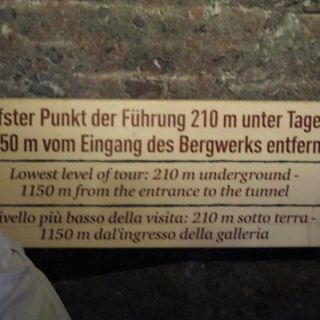 fster Punkt der Führung 210 m unter Tage
50 m vom Eingang des Bergwerks entfern
Lowest level of tour: 210 m underground -
1150 m from the entrance to the tunnel
ivello più basso della visita: 210 m sotto terra -
1150 m dal'ingresso della galleria